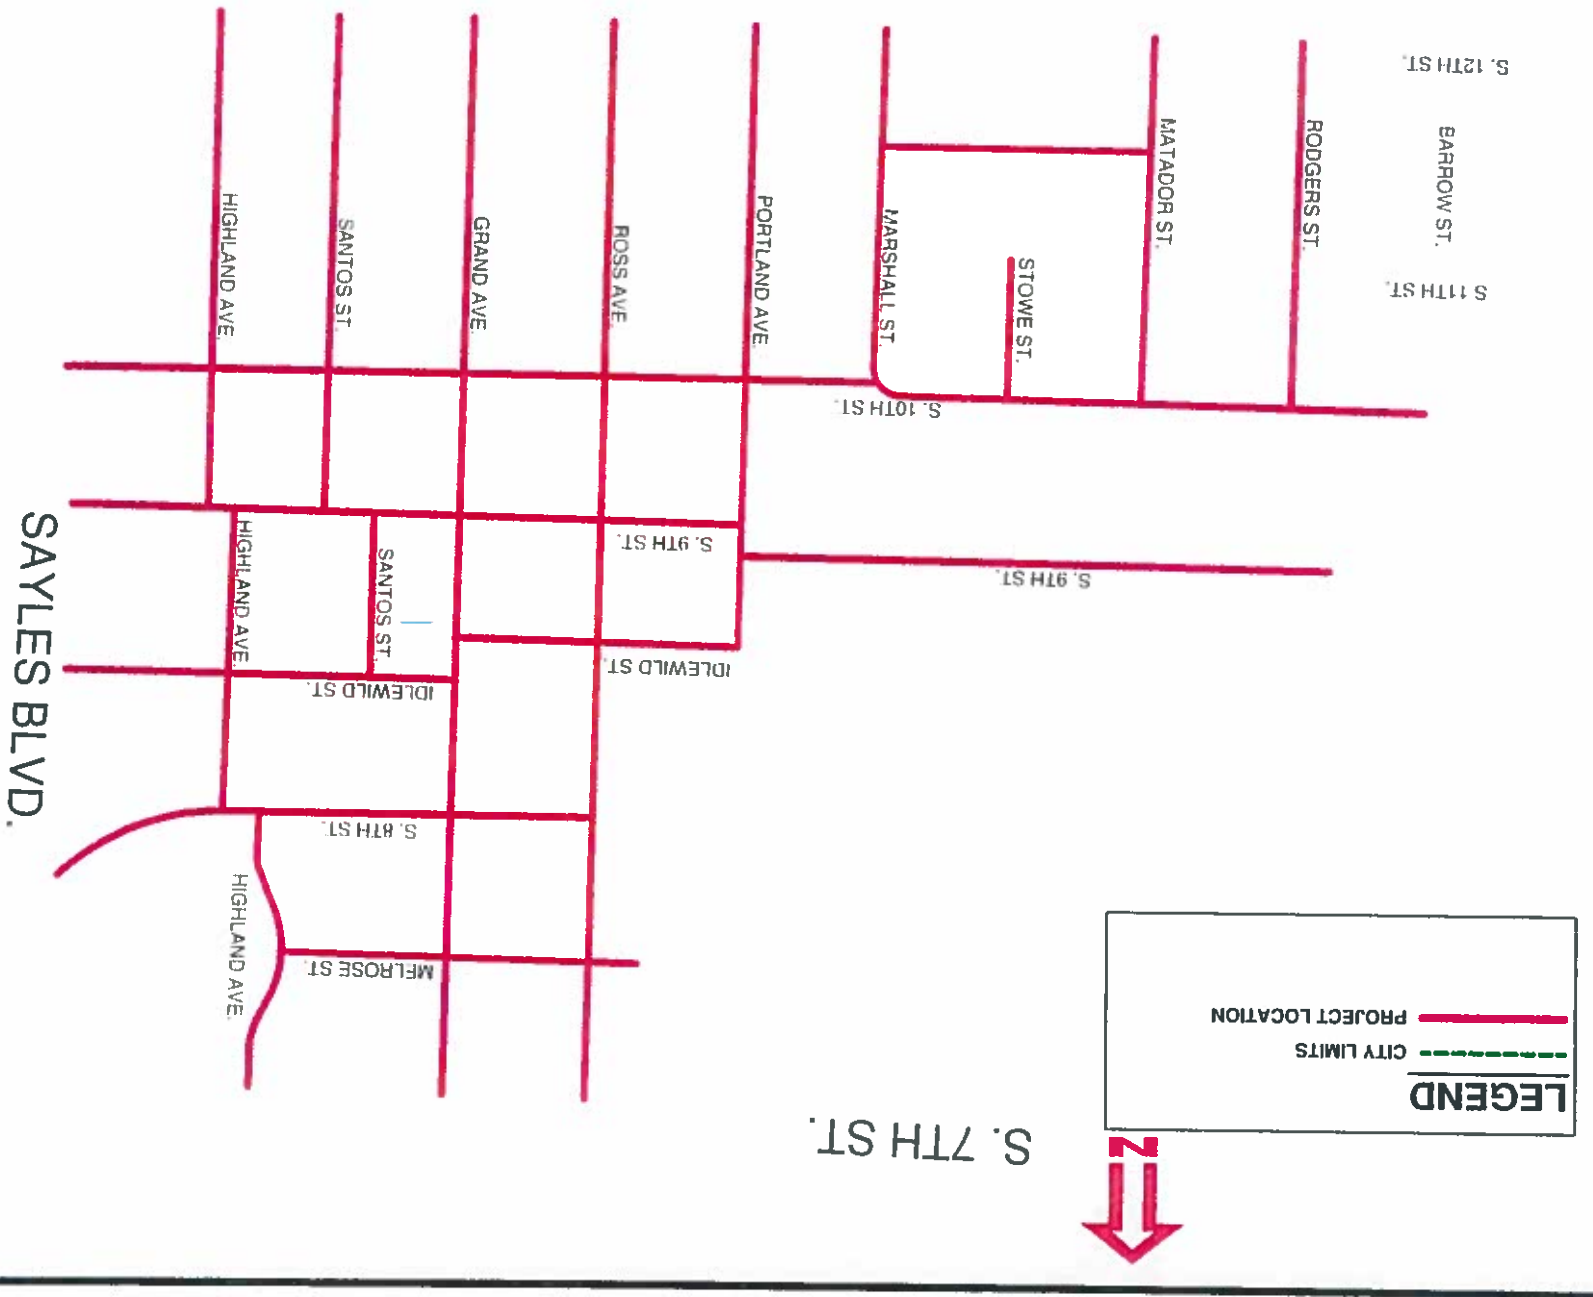 S. 7TH ST.
N
LEGEND
CITY LIMITS
PROJECT LOCATION
MELROSE ST.
HIGHLAND AVE.
S. 8TH ST.
SAYLES BLVD.
IDLEWILD ST.
IDLEWILD ST.
HIGHLAND AVE.
SANTOS ST.
S. 9TH ST.
S. 9TH ST.
S. 10TH ST.
HIGHLAND AVE.
SANTOS ST.
GRAND AVE.
ROSS AVE.
PORTLAND AVE.
MARSHALL ST.
STOWE ST.
MATADOR ST.
RODGERS ST.
S 11TH ST.
BARROW ST.
S. 12TH ST.